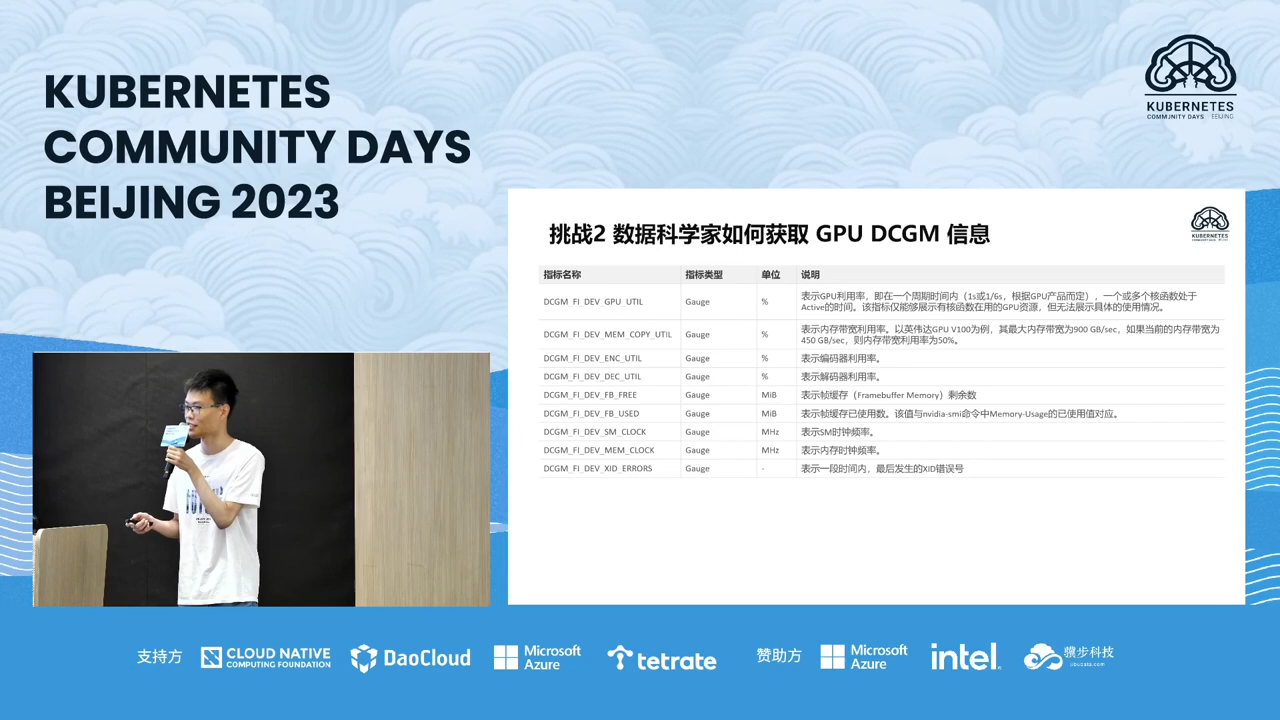 KUBERNETES
COMMUNITY DAYS
BEIJING 2023
KUBERNETES
COMMUNITY DAYS BEIJING
挑战2 数据科学家如何获取 GPU DCGM 信息
KUBERNETES
指标名称 指标类型 单位 说明
DCGM_FI_DEV_GPU_UTIL Gauge % 表示GPU利用率，即在一个周期时间内（1s或1/6s，根据GPU产品而定），一个或多个核函数处于
Active的时间。该指标仅能够展示有核函数在用的GPU资源，但无法展示具体的使用情况。
DCGM_FI_DEV_MEM_COPY_UTIL Gauge % 表示内存带宽利用率。以英伟达GPU V100为例，其最大内存带宽为900 GB/sec，如果当前的内存带宽为
450 GB/sec，则内存带宽利用率为50%。
DCGM_FI_DEV_ENC_UTIL Gauge % 表示编码器利用率。
DCGM_FI_DEV_DEC_UTIL Gauge % 表示解码器利用率。
DCGM_FI_DEV_FB_FREE Gauge MiB 表示帧缓存（Framebuffer Memory）剩余数
DCGM_FI_DEV_FB_USED Gauge MiB 表示帧缓存已使用数。该值与nvidia-smi命令中Memory-Usage的已使用值对应。
DCGM_FI_DEV_SM_CLOCK Gauge MHz 表示SM时钟频率。
DCGM_FI_DEV_MEM_CLOCK Gauge MHz 表示内存时钟频率。
DCGM_FI_DEV_XID_ERRORS Gauge - 表示一段时间内，最后发生的XID错误号
支持方
CLOUD NATIVE
COMPUTING FOUNDATION
DaoCloud
Microsoft
Azure
tetrate
赞助方
Microsoft
Azure
intel.
骥步科技
jibudata.com